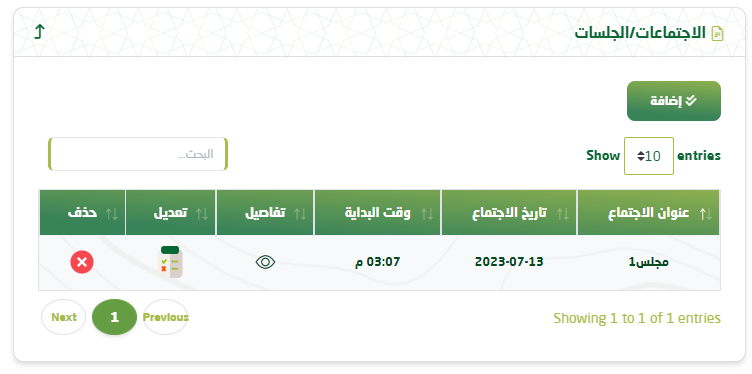 الاجتماعات/الجلسات
إضافة
Show 10 entries
البحث...
عنوان الاجتماع تاريخ الاجتماع وقت البداية تفاصيل تعديل حذف
مجلس1 2023-07-13 03:07 م
Showing 1 to 1 of 1 entries
Previous 1 Next